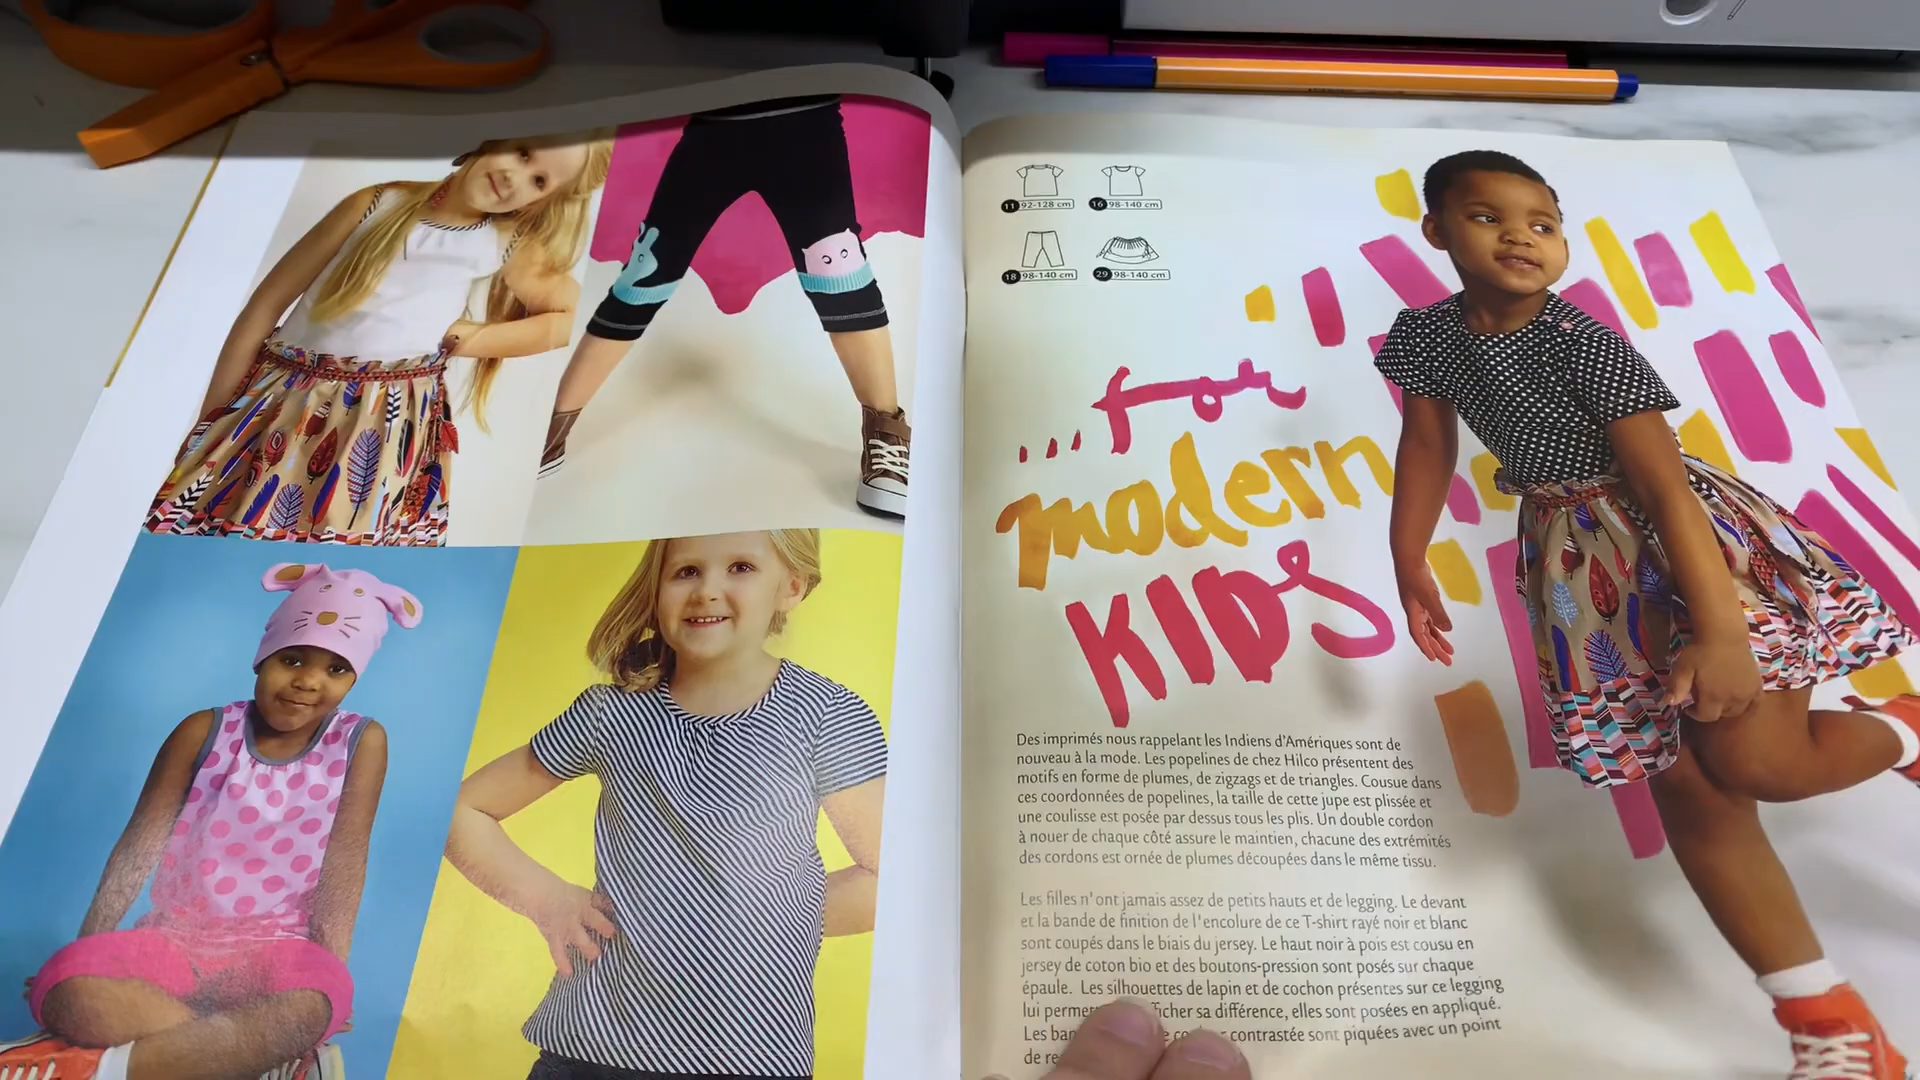 11 92-128 cm 16 98-140 cm
18 98-140 cm 29 98-140 cm
...for
modern
KIDS
Des imprimés nous rappelant les Indiens d'Amériques sont de
nouveau à la mode. Les popelines de chez Hilco présentent des
motifs en forme de plumes, de zigzags et de triangles. Cousue dans
ces coordonnées de popelines, la taille de cette jupe est plissée et
une coulisse est posée par dessus tous les plis. Un double cordon
à nouer de chaque côté assure le maintien, chacune des extrémités
des cordons est ornée de plumes découpées dans le même tissu.
Les filles n'ont jamais assez de petits hauts et de legging. Le devant
et la bande de finition de l'encolure de ce T-shirt rayé noir et blanc
sont coupés dans le biais du jersey. Le haut noir à pois est cousu en
jersey de coton bio et des boutons-pression sont posés sur chaque
épaule. Les silhouettes de lapin et de cochon présentes sur ce legging
lui sa différence, elles sont posées en appliqué.
Les contrastée sont piquées avec un point
de